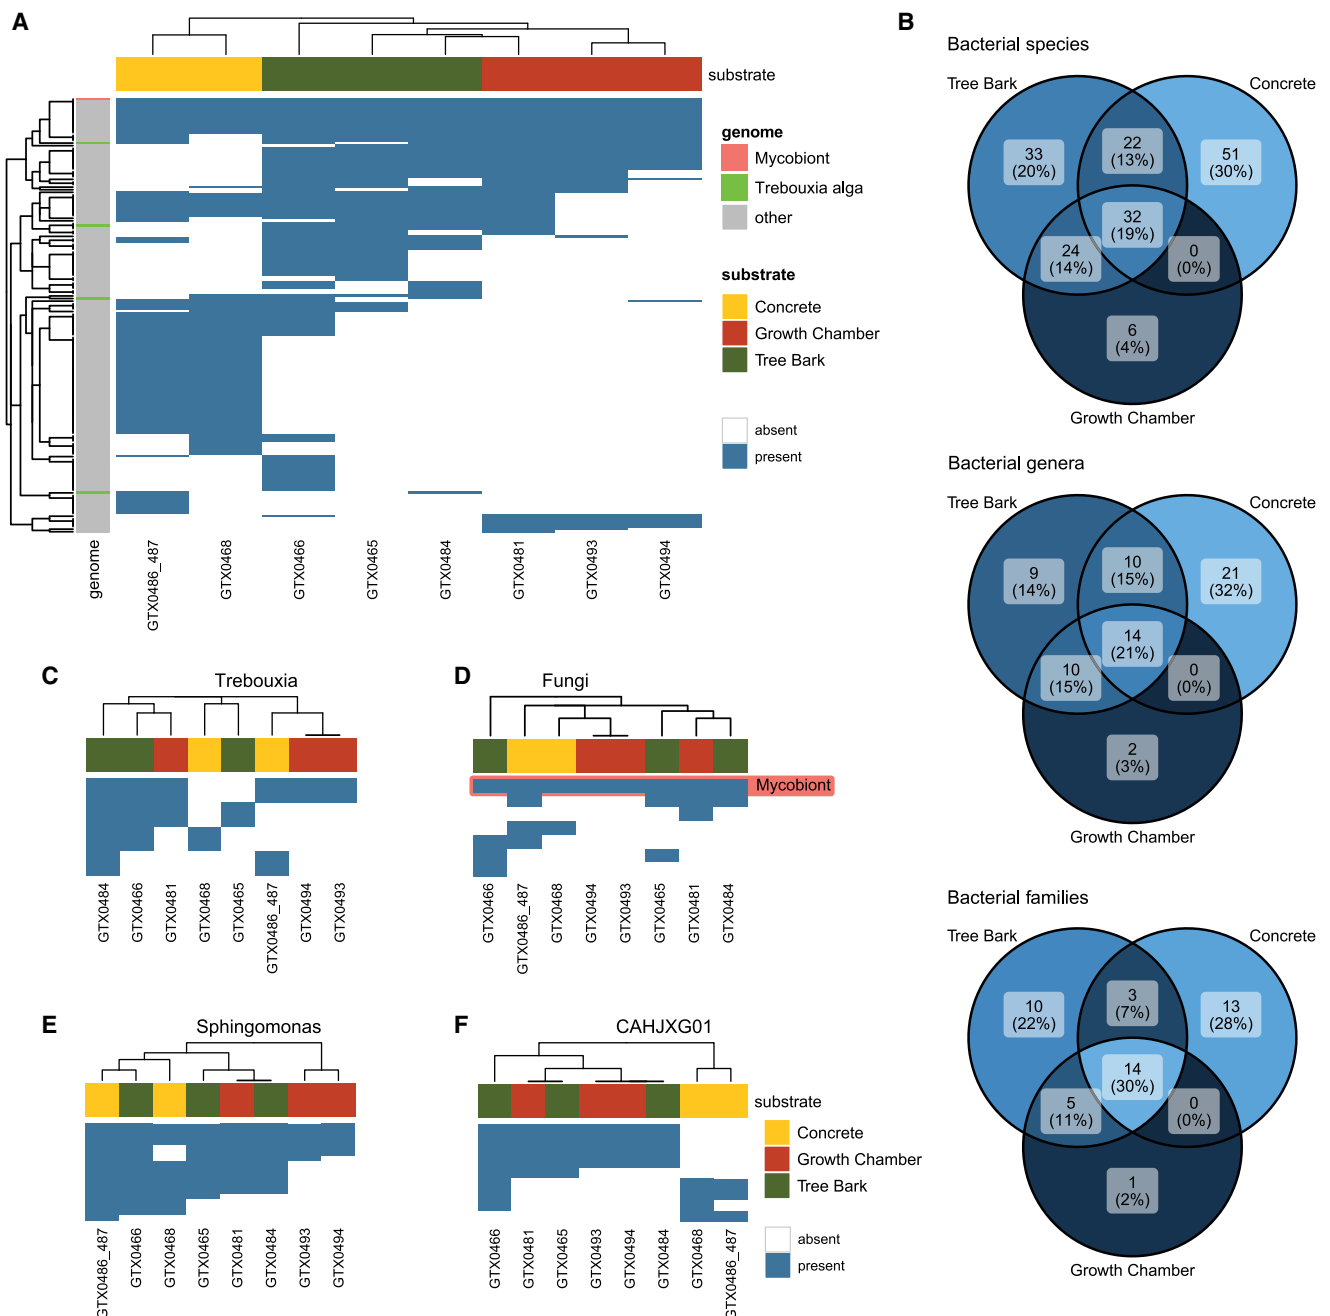 A
substrate
genome
Mycobiont
Trebouxia alga
other
substrate
Concrete
Growth Chamber
Tree Bark
absent
present
genome
GTX0486_487
GTX0468
GTX0466
GTX0465
GTX0484
GTX0481
GTX0493
GTX0494
B
Bacterial species
Tree Bark
Concrete
33
(20%)
22
(13%)
51
(30%)
32
(19%)
24
(14%)
0
(0%)
6
(4%)
Growth Chamber
Bacterial genera
Tree Bark
Concrete
9
(14%)
10
(15%)
21
(32%)
14
(21%)
10
(15%)
0
(0%)
2
(3%)
Growth Chamber
Bacterial families
Tree Bark
Concrete
10
(22%)
3
(7%)
13
(28%)
14
(30%)
5
(11%)
0
(0%)
1
(2%)
Growth Chamber
C
Trebouxia
GTX0484
GTX0466
GTX0481
GTX0468
GTX0465
GTX0486_487
GTX0494
GTX0493
D
Fungi
Mycobiont
GTX0466
GTX0486_487
GTX0468
GTX0494
GTX0493
GTX0465
GTX0481
GTX0484
E
Sphingomonas
GTX0486_487
GTX0466
GTX0468
GTX0465
GTX0481
GTX0484
GTX0493
GTX0494
F
CAHJXG01
GTX0466
GTX0481
GTX0465
GTX0493
GTX0494
GTX0484
GTX0468
GTX0486_487
substrate
Concrete
Growth Chamber
Tree Bark
absent
present